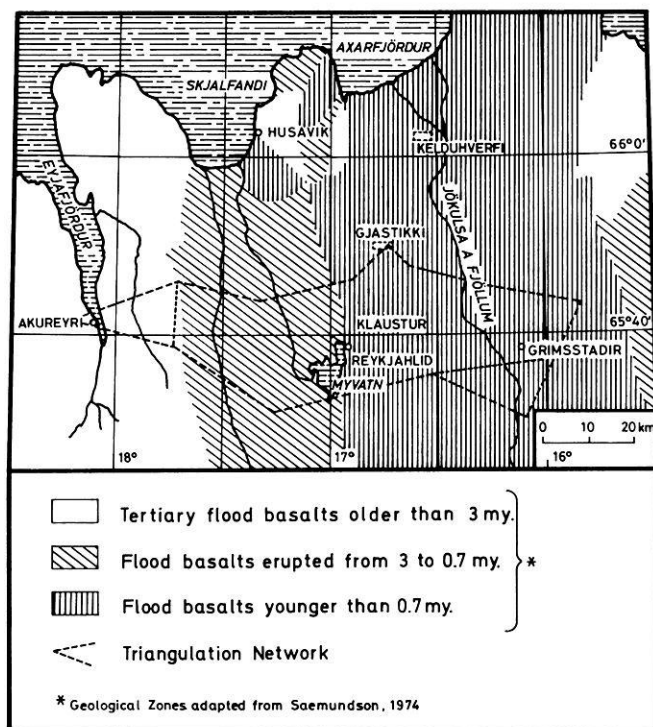 AXARFJÖRDUR
SKJALFANDI
HUSAVIK
KELDUHVERFI
66°0'
EYJAFJÖRDUR
GJASTIKKI
JÖKULSA A FJÖLLUM
AKUREYRI
KLAUSTUR
65°40'
REYKJAHLID
GRIMSSTADIR
MYVATN
0 10 20 km
18° 17° 16°
Tertiary flood basalts older than 3 my.
Flood basalts erupted from 3 to 0.7 my.
*
Flood basalts younger than 0.7 my.
Triangulation Network
* Geological Zones adapted from Saemundson, 1974